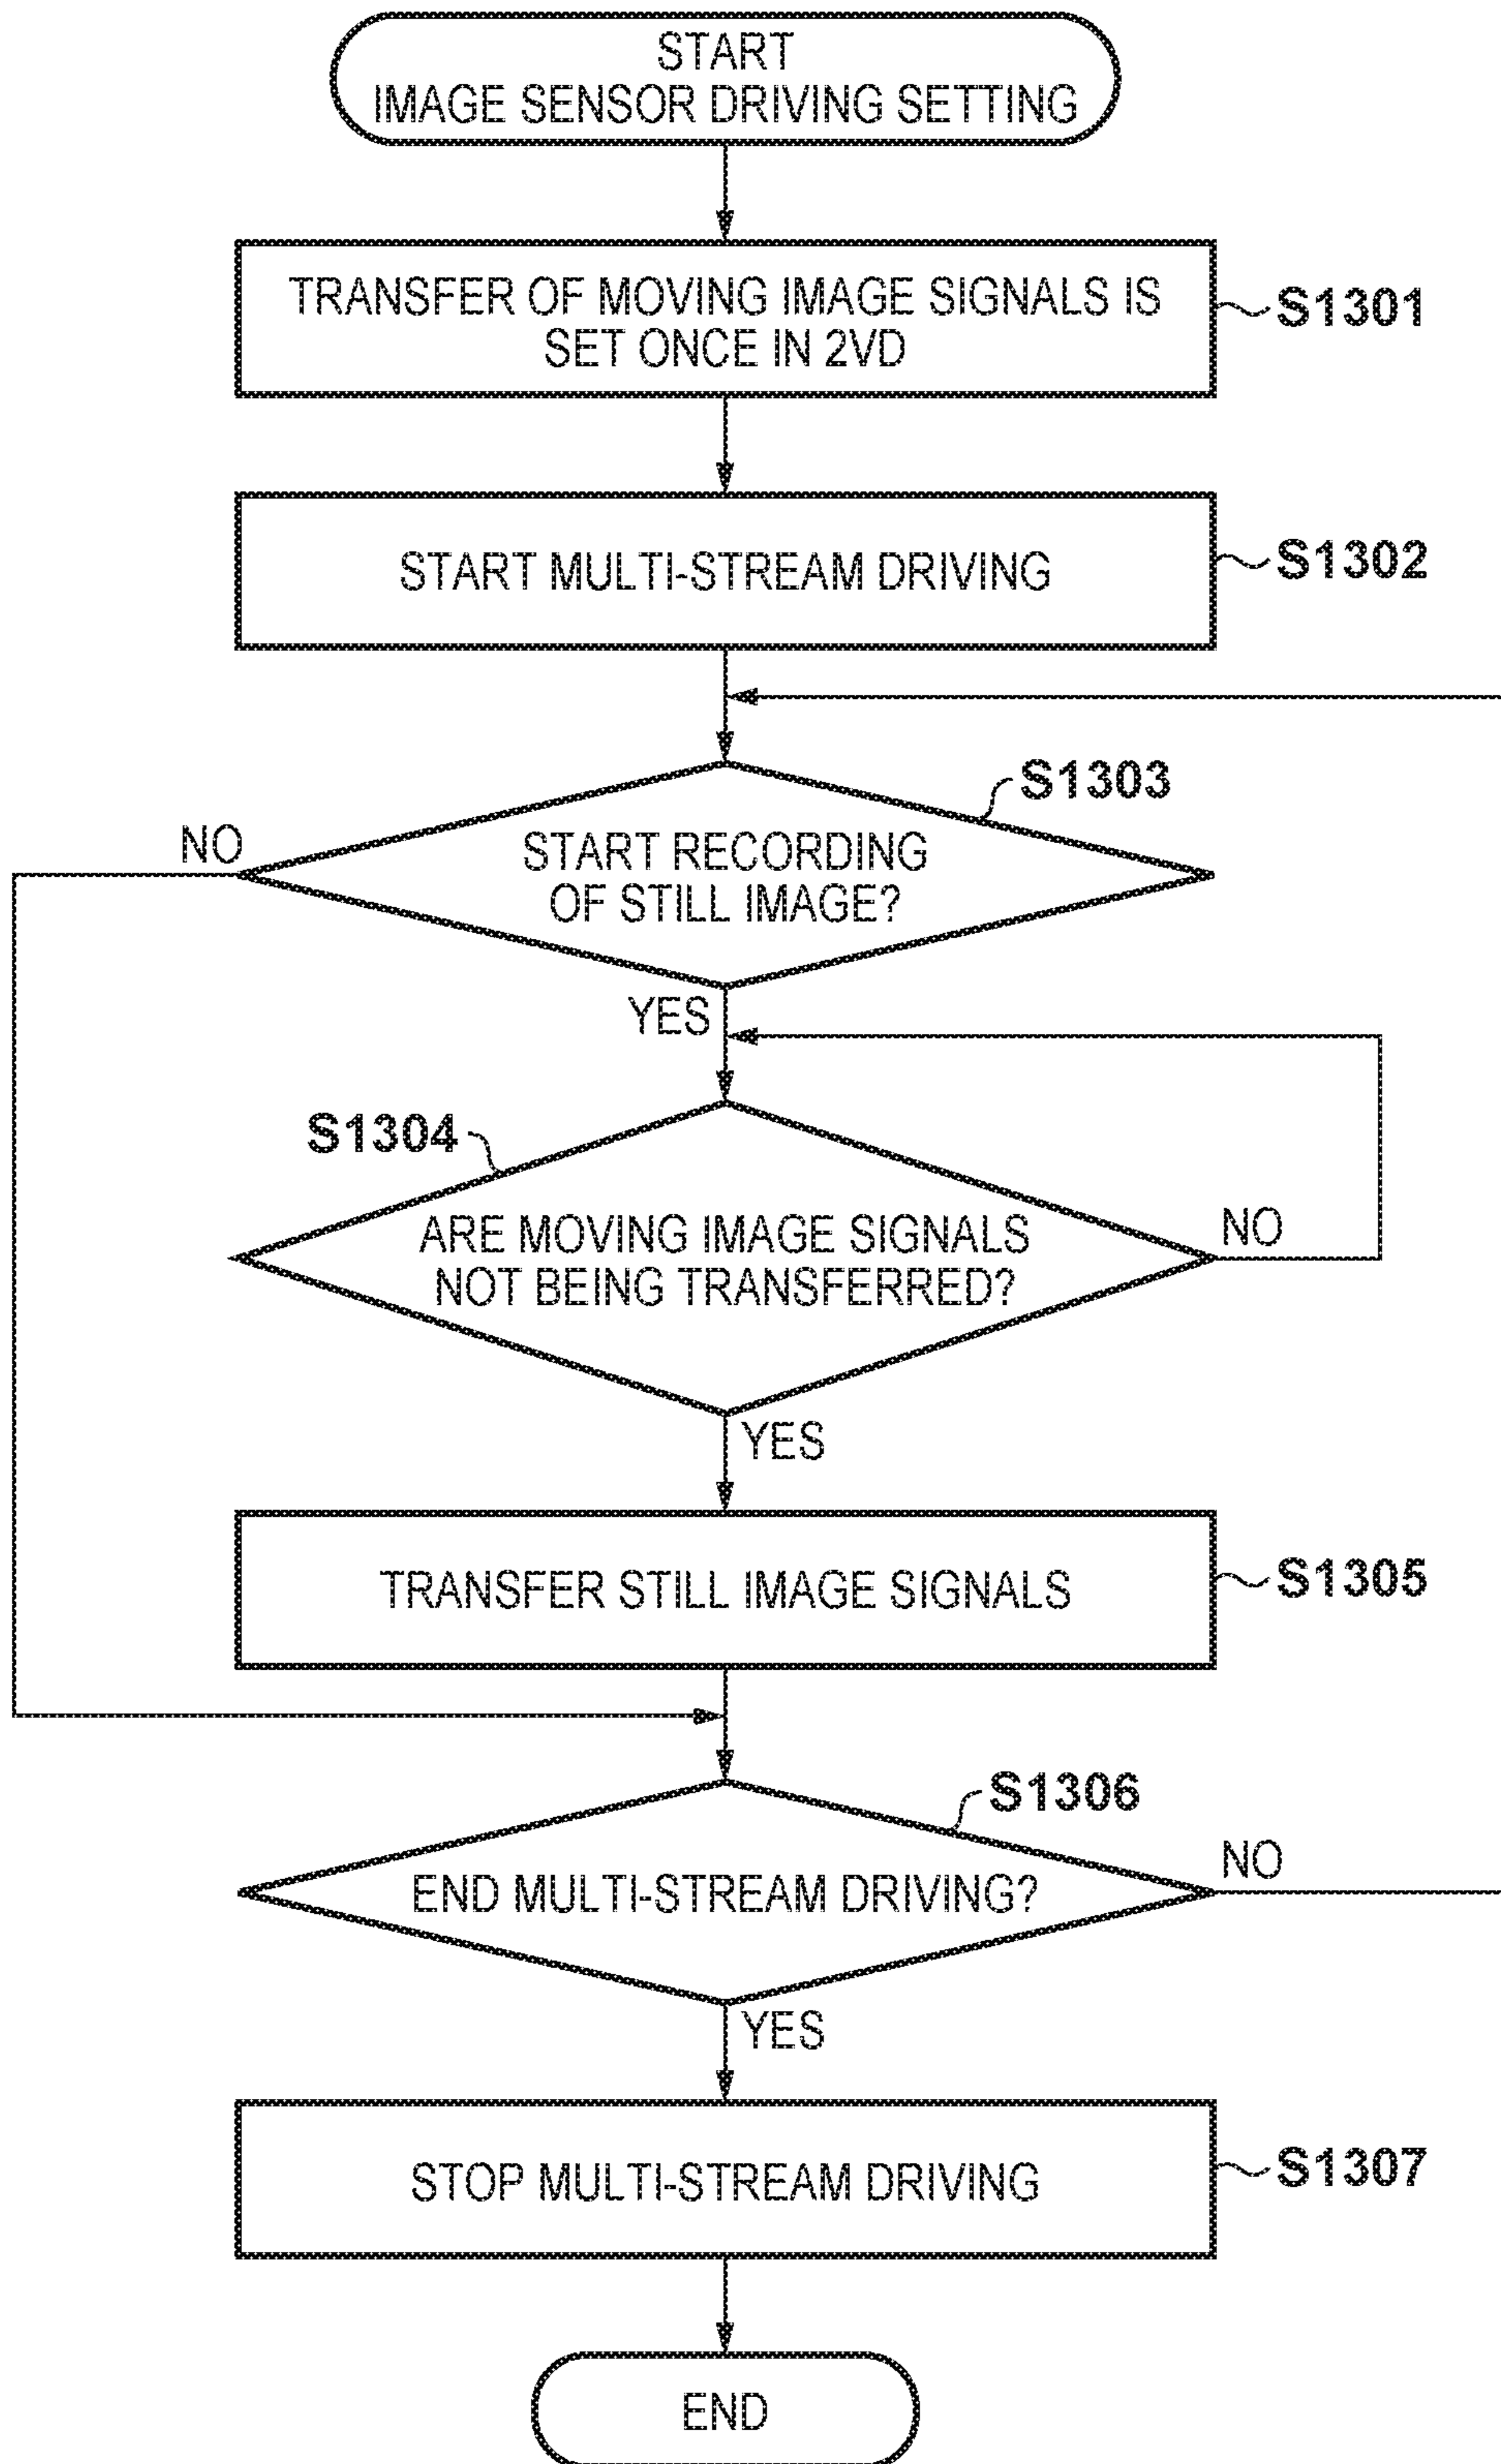 START
IMAGE SENSOR DRIVING SETTING
TRANSFER OF MOVING IMAGE SIGNALS IS
SET ONCE IN 2VD
S1301
START MULTI-STREAM DRIVING
S1302
S1303
NO
START RECORDING
OF STILL IMAGE?
YES
S1304
ARE MOVING IMAGE SIGNALS
NOT BEING TRANSFERRED?
NO
YES
TRANSFER STILL IMAGE SIGNALS
S1305
S1306
END MULTI-STREAM DRIVING?
NO
YES
STOP MULTI-STREAM DRIVING
S1307
END